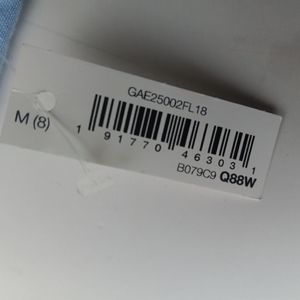 GAE25002FL18
M (8)
1 91770 46303 1
B079C9 Q88W